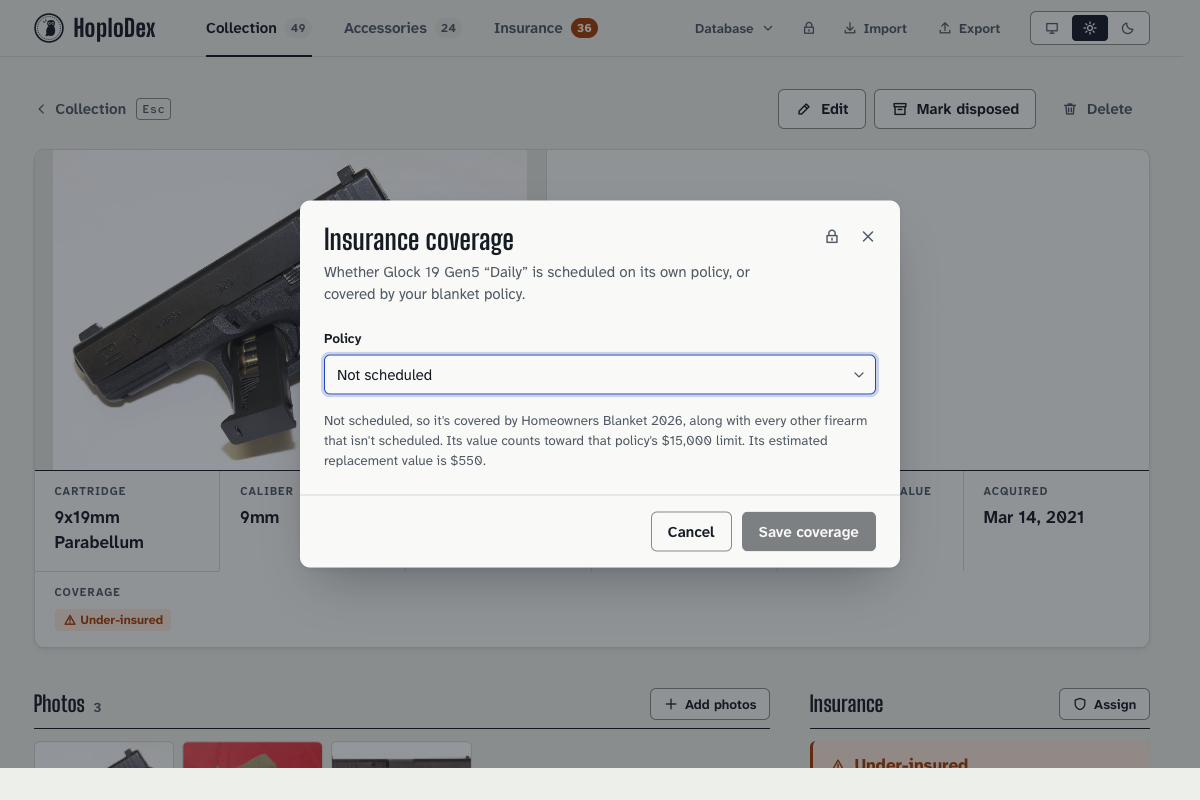 HoploDex
Collection 49
Accessories 24
Insurance 36
Database
Import
Export
Collection Esc
Edit
Mark disposed
Delete
Insurance coverage
Whether Glock 19 Gen5 “Daily” is scheduled on its own policy, or
covered by your blanket policy.
Policy
Not scheduled
Not scheduled, so it's covered by Homeowners Blanket 2026, along with every other firearm
that isn't scheduled. Its value counts toward that policy's $15,000 limit. Its estimated
replacement value is $550.
Cancel
Save coverage
CARTRIDGE
9x19mm
Parabellum
CALIBER
9mm
ACQUIRED
Mar 14, 2021
COVERAGE
Under-insured
Photos 3
Add photos
Insurance
Assign
Under-insured